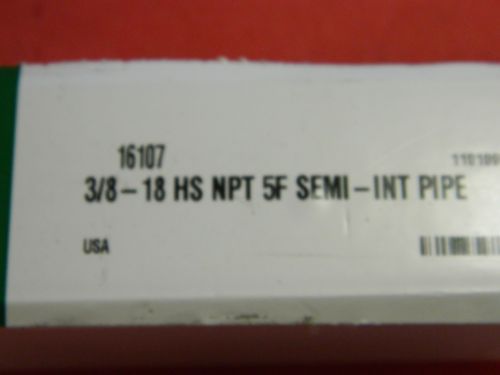 16107
3/8-18 HS NPT 5F SEMI-INT PIPE
USA